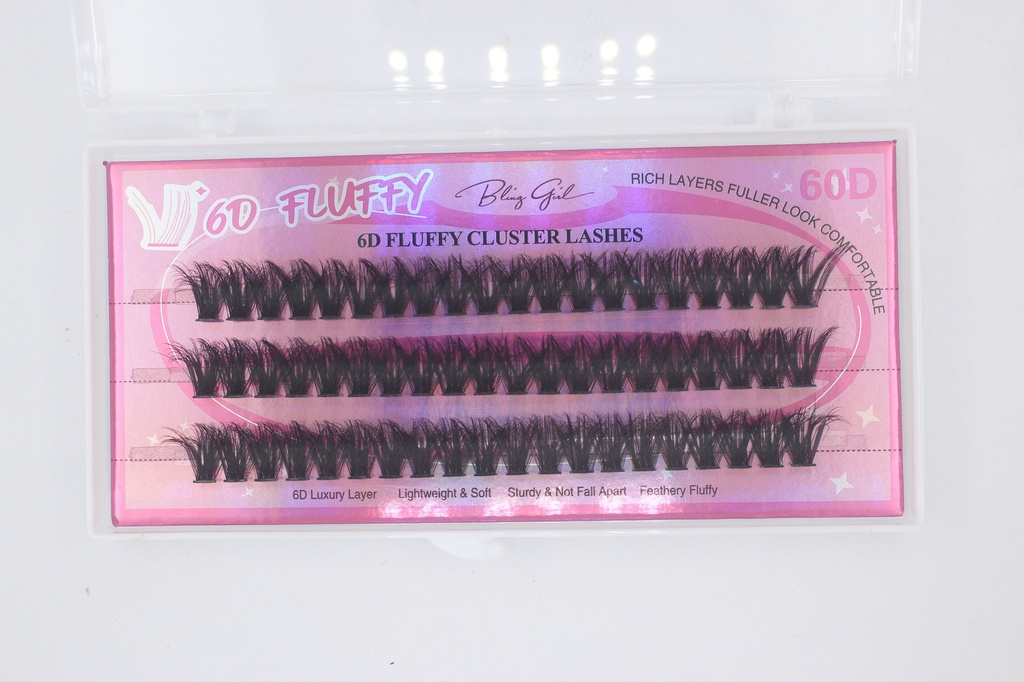 6D FLUFFY
Bling Girl
RICH LAYERS FULLER LOOK COMFORTABLE
60D
6D FLUFFY CLUSTER LASHES
6D Luxury Layer Lightweight & Soft Sturdy & Not Fall Apart Feathery Fluffy